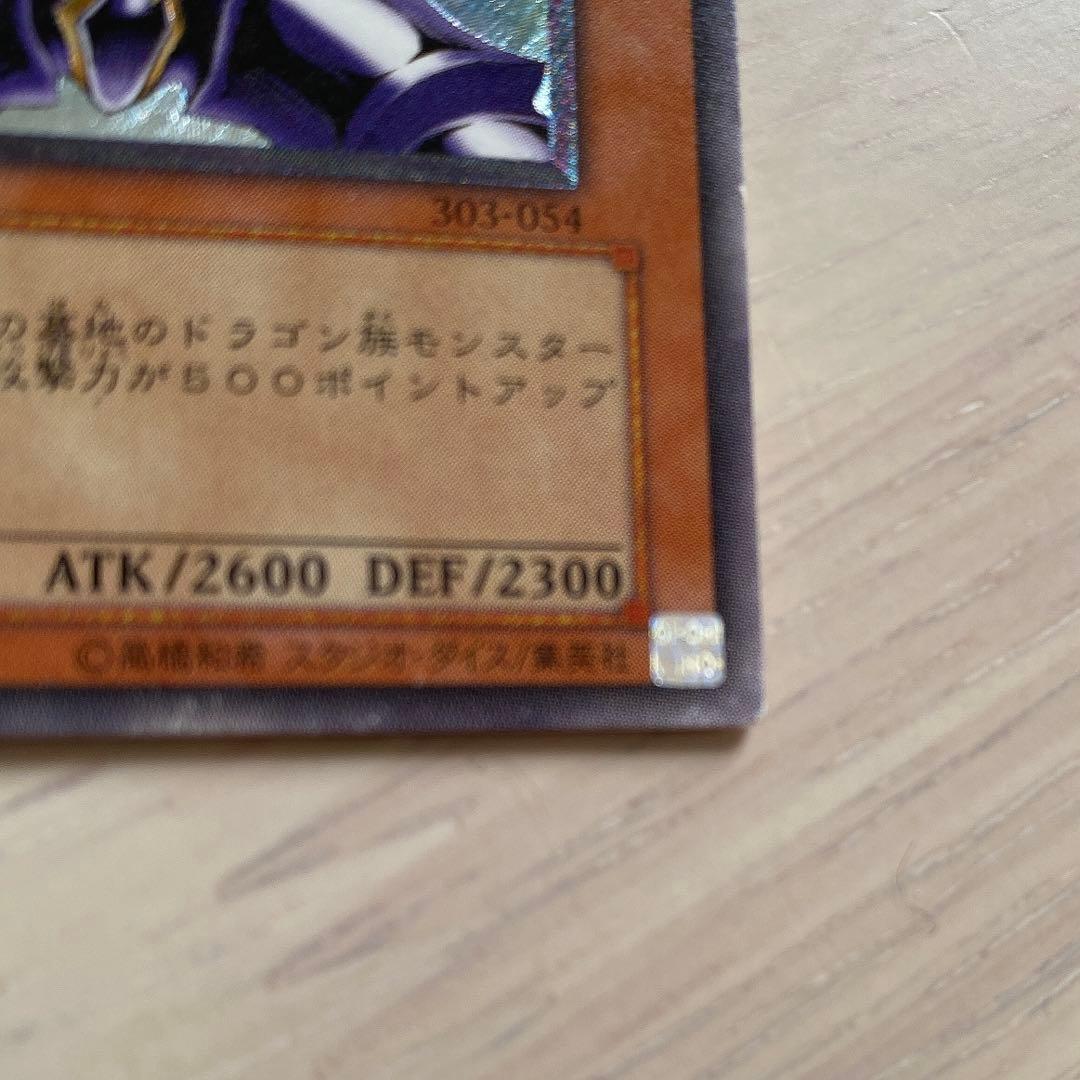 303-054
の墓地のドラゴン族モンスター
攻撃力が500ポイントアップ
ATK/2600 DEF/2300
©高橋和希 スタジオ・ダイス/集英社